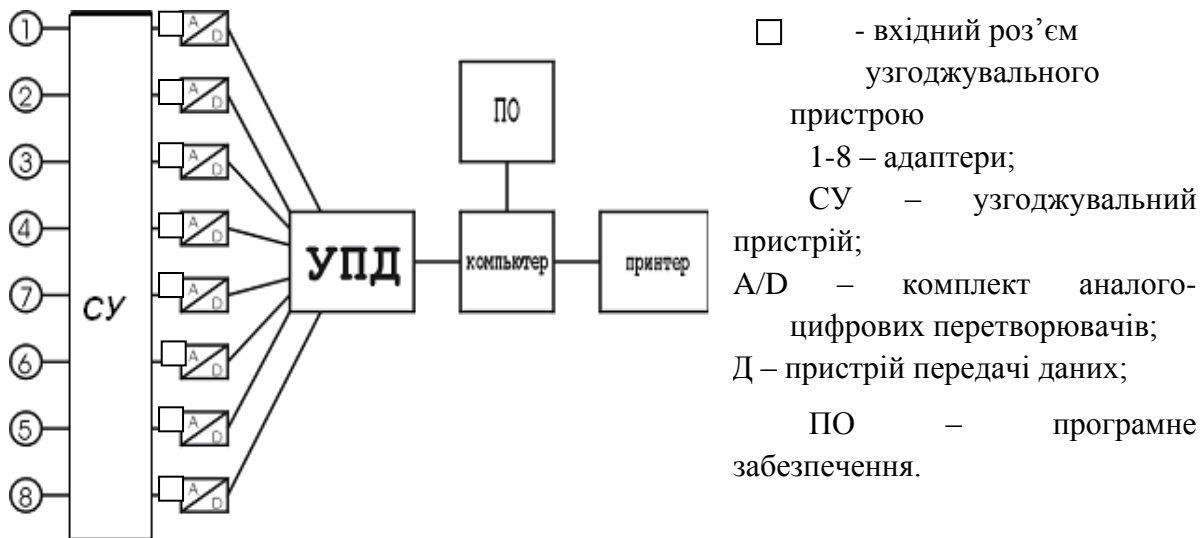 1 A/D
2 A/D
3 A/D
4 A/D
7 A/D
6 A/D
5 A/D
8 A/D
СУ
УПД
ПО
компьютер
принтер
- вхідний роз’єм
узгоджувального
пристрою
1-8 – адаптери;
СУ – узгоджувальний
пристрій;
A/D – комплект аналого-
цифрових перетворювачів;
Д – пристрій передачі даних;
ПО – програмне
забезпечення.